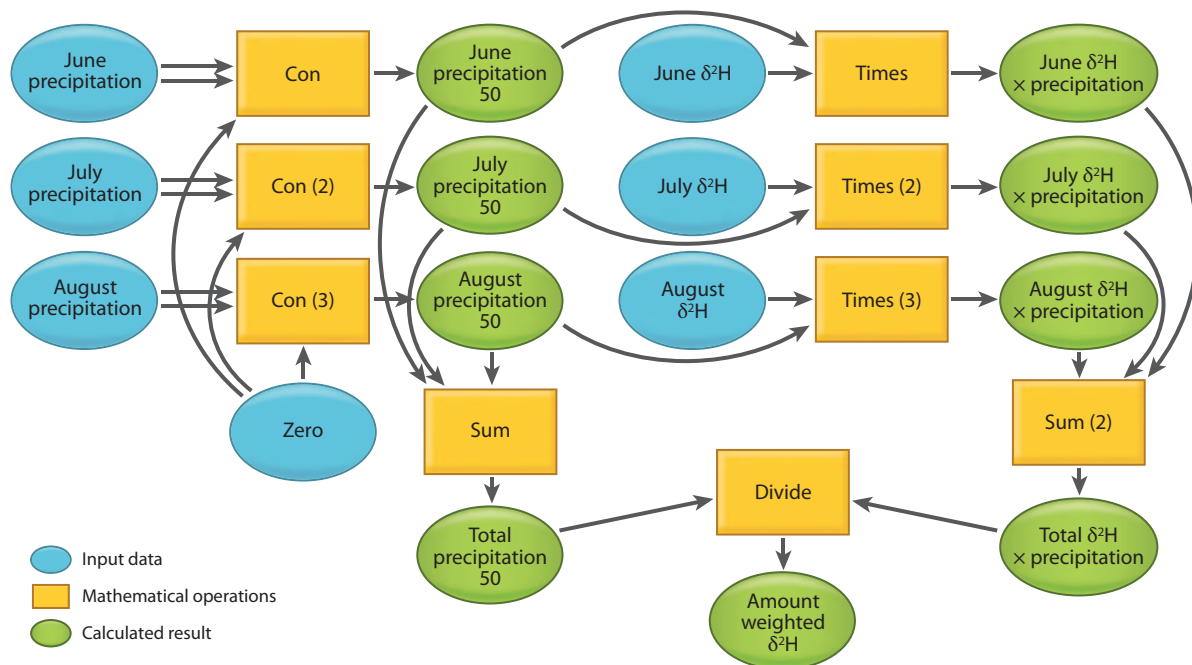 June
precipitation
Con
June
precipitation
50
June δ²H
Times
June δ²H
× precipitation
July
precipitation
Con (2)
July
precipitation
50
July δ²H
Times (2)
July δ²H
× precipitation
August
precipitation
Con (3)
August
precipitation
50
August
δ²H
Times (3)
August δ²H
× precipitation
Zero
Sum
Sum (2)
Divide
Total
precipitation
50
Total δ²H
× precipitation
Amount
weighted
δ²H
Input data
Mathematical operations
Calculated result